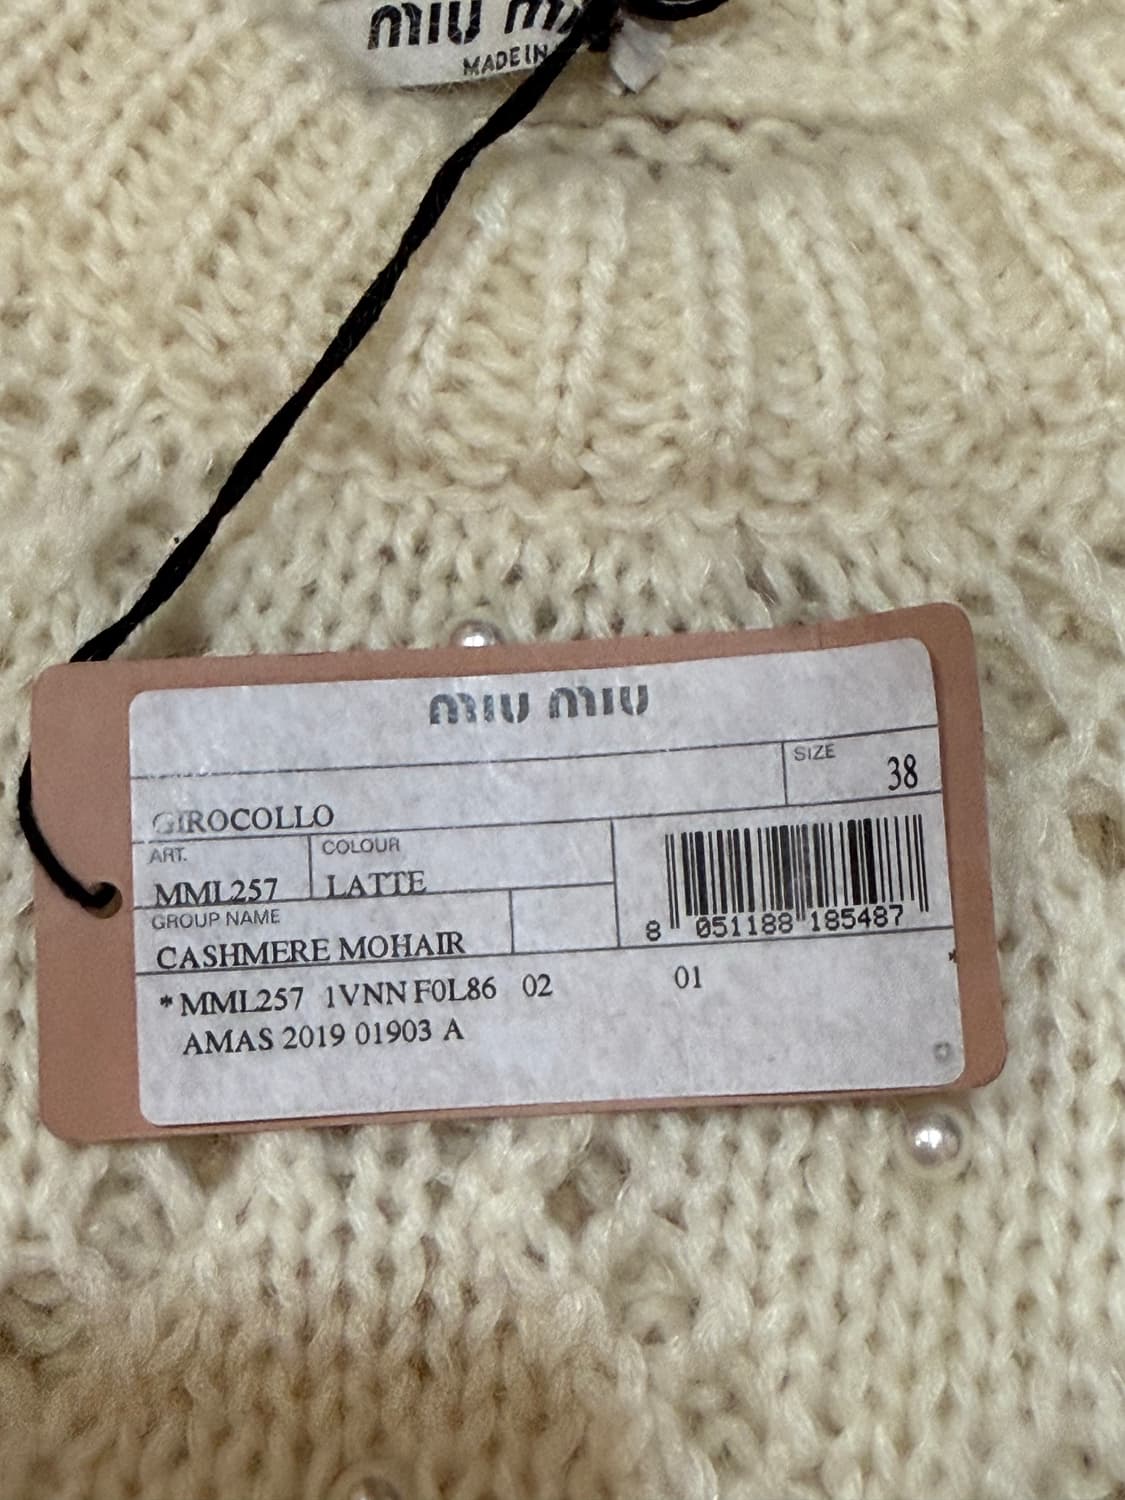 miu
MADE IN
miu miu
SIZE
38
GIROCOLLO
ART.
COLOUR
MML257
LATTE
GROUP NAME
CASHMERE MOHAIR
8 051188 185487
* MML257 1VNN F0L86 02 01 *
AMAS 2019 01903 A